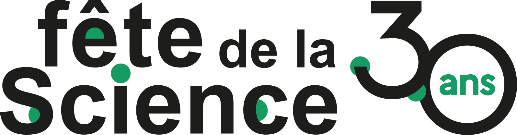 fête de la
Science
30
ans